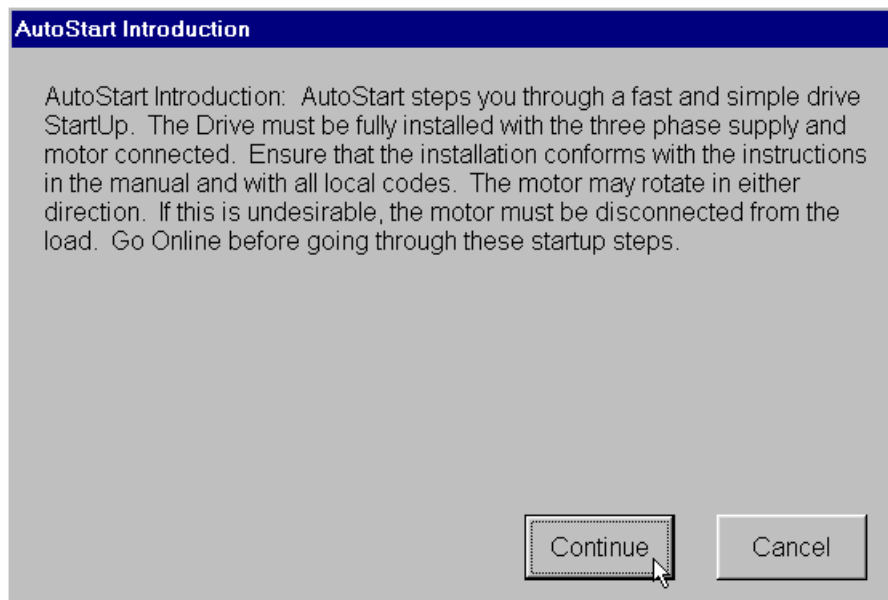 AutoStart Introduction
AutoStart Introduction:  AutoStart steps you through a fast and simple drive
StartUp.  The Drive must be fully installed with the three phase supply and
motor connected.  Ensure that the installation conforms with the instructions
in the manual and with all local codes.  The motor may rotate in either
direction.  If this is undesirable, the motor must be disconnected from the
load.  Go Online before going through these startup steps.
Continue
Cancel